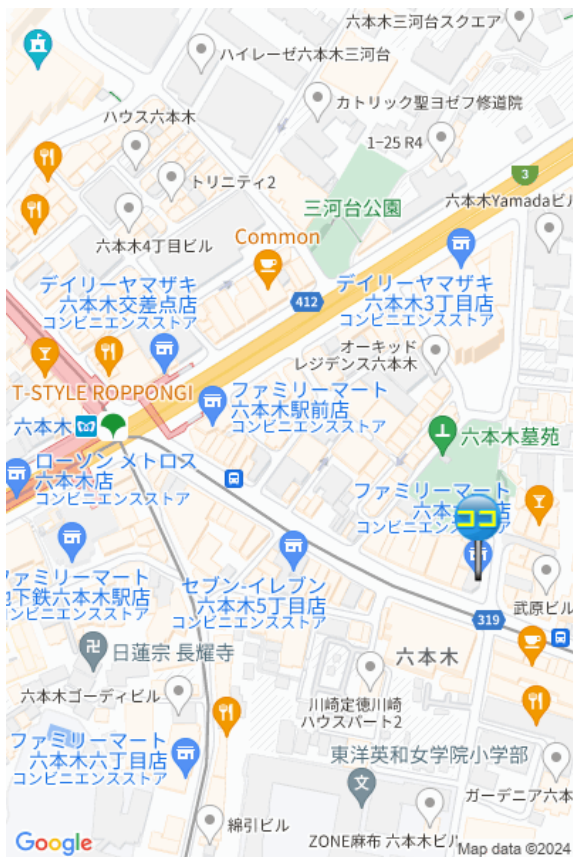 六本木三河台スクエア
ハイレーゼ六本木三河台
カトリック聖ヨゼフ修道院
ハウス六本木
1-25 R4
3
トリニティ2
三河台公園
六本木Yamadaビル
六本木4丁目ビル
Common
デイリーヤマザキ
六本木交差点店
コンビニエンスストア
412
デイリーヤマザキ
六本木3丁目店
コンビニエンスストア
オーキッド
レジデンス六本木
T-STYLE ROPPONGI
ファミリーマート
六本木駅前店
コンビニエンスストア
六本木
六本木墓苑
ローソン メトロス
六本木店
コンビニエンスストア
ファミリーマート
六本
コンビニエンススト
ココ
ファミリーマート
地下鉄六本木駅店
コンビニエンスストア
セブン-イレブン
六本木5丁目店
コンビニエンスストア
武原ビル
319
日蓮宗 長耀寺
六本木
六本木ゴーディビル
川崎定徳川崎
ハウスパート2
ファミリーマート
六本木六丁目店
コンビニエンスストア
東洋英和女学院小学部
ガーデニア六本
綿引ビル
ZONE麻布 六本木ビル
Google
Map data ©2024